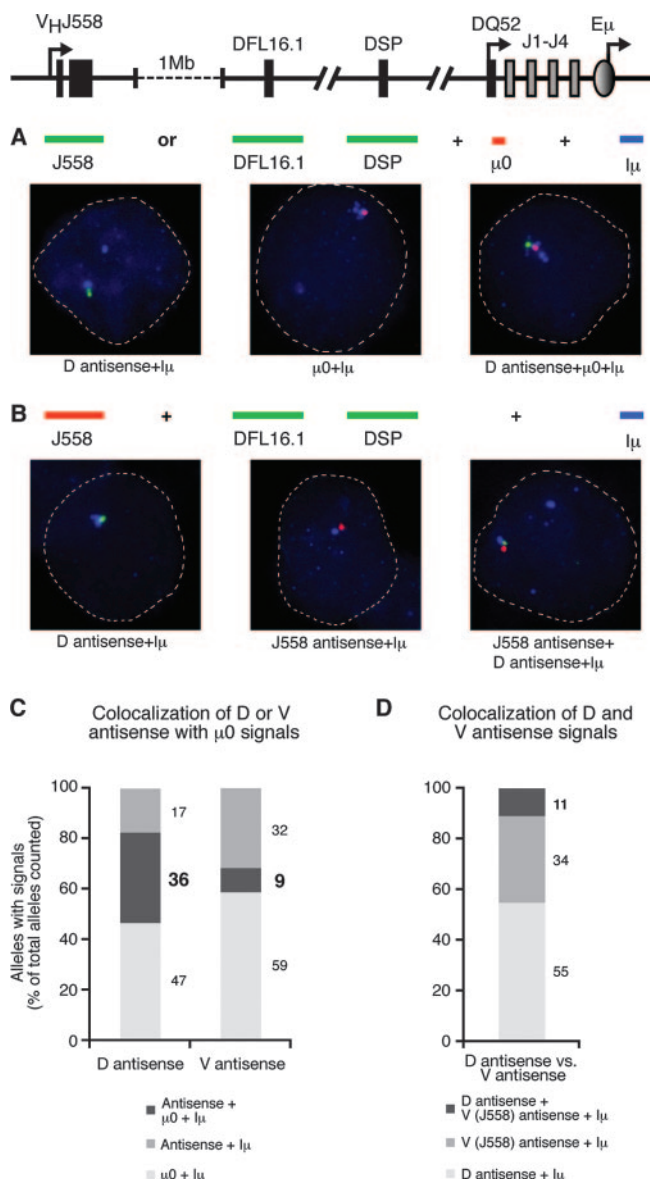 VHJ558
1Mb
DFL16.1
DSP
DQ52
J1-J4
Eμ
A
or
+
+
J558
DFL16.1
DSP
μ0
Iμ
D antisense+Iμ
μ0+Iμ
D antisense+μ0+Iμ
B
+
+
J558
DFL16.1
DSP
Iμ
D antisense+Iμ
J558 antisense+Iμ
J558 antisense+
D antisense+Iμ
C
Colocalization of D or V
antisense with μ0 signals
Alleles with signals
(% of total alleles counted)
100
80
60
40
20
0
17
36
47
32
9
59
D antisense
V antisense
Antisense +
μ0 + Iμ
Antisense + Iμ
μ0 + Iμ
D
Colocalization of D and
V antisense signals
100
80
60
40
20
0
11
34
55
D antisense vs.
V antisense
D antisense +
V (J558) antisense + Iμ
V (J558) antisense + Iμ
D antisense + Iμ